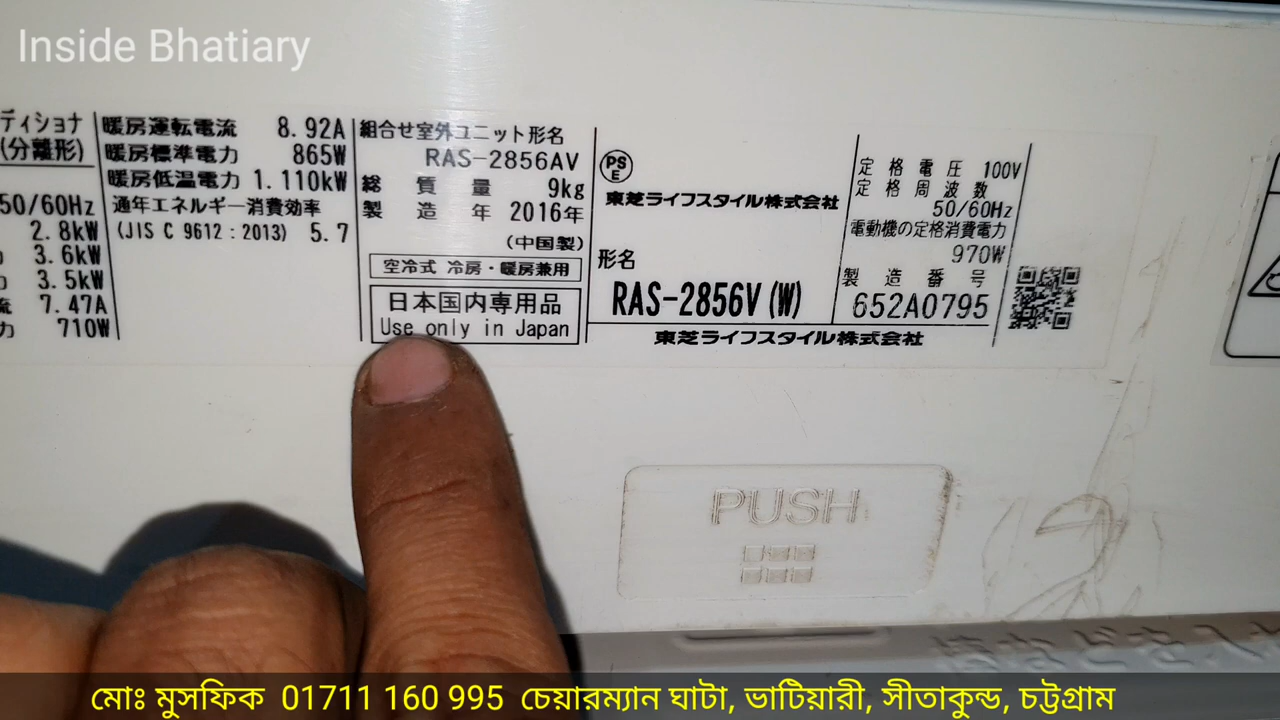 Inside Bhatiary
ディショナ
(分離形)
50/60Hz
2.8kW
3.6kW
3.5kW
流 7.47A
力 710W
暖房運転電流 8.92A
暖房標準電力 865W
暖房低温電力 1.110kW
通年エネルギー消費効率
(JIS C 9612:2013) 5.7
組合せ室外ユニット形名
RAS-2856AV
総質量 9kg
製造年 2016年
(中国製)
空冷式 冷房・暖房兼用
日本国内専用品
Use only in Japan
PS
E
東芝ライフスタイル株式会社
形名
RAS-2856V(W)
定格電圧 100V
定格周波数
50/60Hz
電動機の定格消費電力
970W
製造番号
652A0795
東芝ライフスタイル株式会社
PUSH
মোঃ মুসফিক 01711 160 995 চেয়ারম্যান ঘাটা, ভাটিয়ারী, সীতাকুন্ড, চট্টগ্রাম